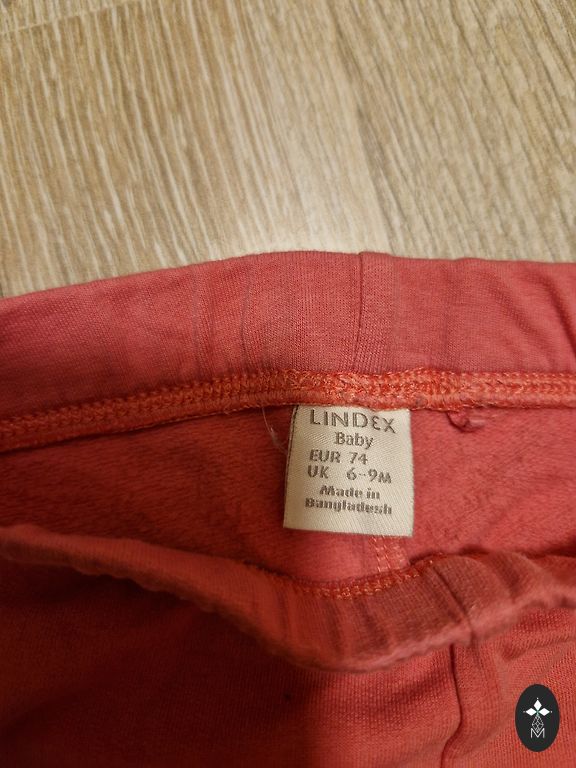 LINDEX
Baby
EUR 74
UK 6-9M
Made in
Bangladesh
M